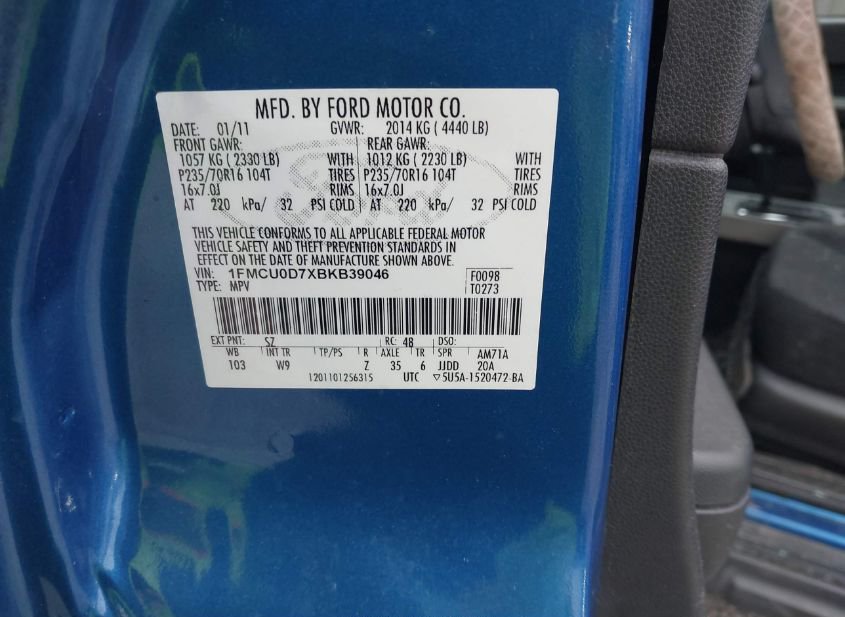 MFD. BY FORD MOTOR CO.
DATE: 01/11 GVWR: 2014 KG ( 4440 LB)
FRONT GAWR: REAR GAWR:
1057 KG ( 2330 LB) WITH 1012 KG ( 2230 LB) WITH
P235/70R16 104T TIRES P235/70R16 104T TIRES
16x7.0J RIMS 16x7.0J RIMS
AT 220 kPa/ 32 PSI COLD AT 220 kPa/ 32 PSI COLD
THIS VEHICLE CONFORMS TO ALL APPLICABLE FEDERAL MOTOR
VEHICLE SAFETY AND THEFT PREVENTION STANDARDS IN
EFFECT ON THE DATE OF MANUFACTURE SHOWN ABOVE.
VIN: 1FMCU0D7XBKB39046 F0098
TYPE: MPV T0273
EXT PNT: SZ RC: 48 DSO:
WB INT TR TP/PS R AXLE TR SPR AM71A
103 W9 Z 35 6 JJDD 20A
1201101256315 UTC ▽5U5A-1520472-BA